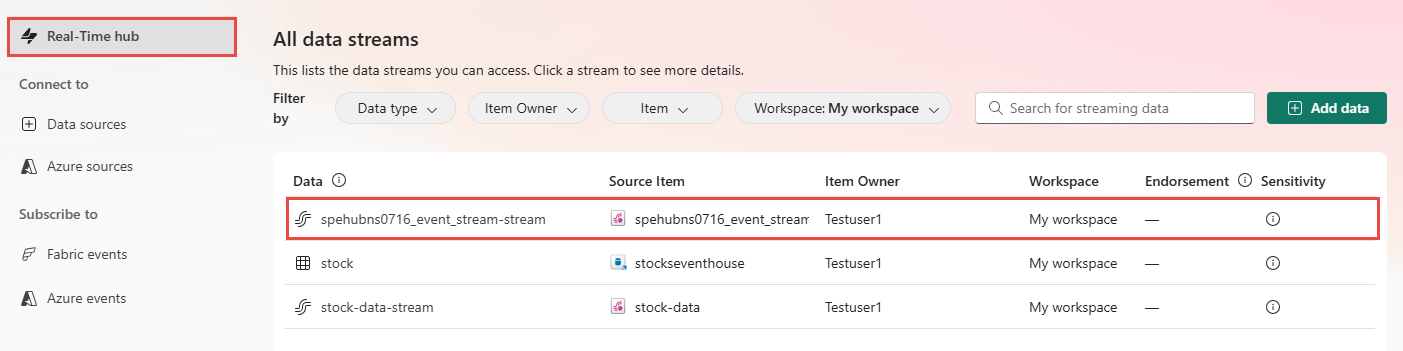 Real-Time hub
Connect to
Data sources
Azure sources
Subscribe to
Fabric events
Azure events
All data streams
This lists the data streams you can access. Click a stream to see more details.
Filter by
Data type
Item Owner
Item
Workspace: My workspace
Search for streaming data
Add data
Data Source Item Item Owner Workspace Endorsement Sensitivity
spehubns0716_event_stream-stream spehubns0716_event_stream Testuser1 My workspace —
stock stockseventhouse Testuser1 My workspace —
stock-data-stream stock-data Testuser1 My workspace —